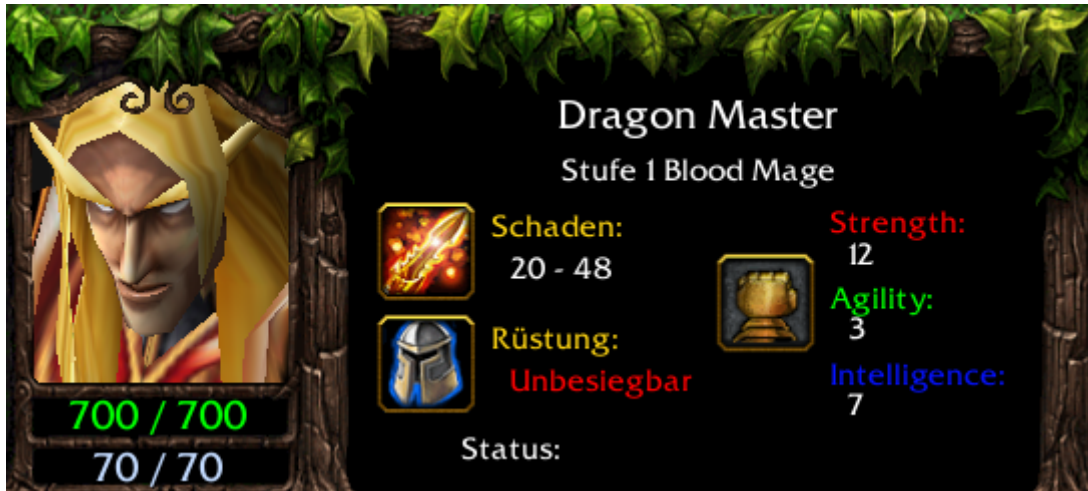 Dragon Master
Stufe 1 Blood Mage
Schaden:
20 - 48
Rüstung:
Unbesiegbar
Strength:
12
Agility:
3
Intelligence:
7
Status:
700 / 700
70 / 70